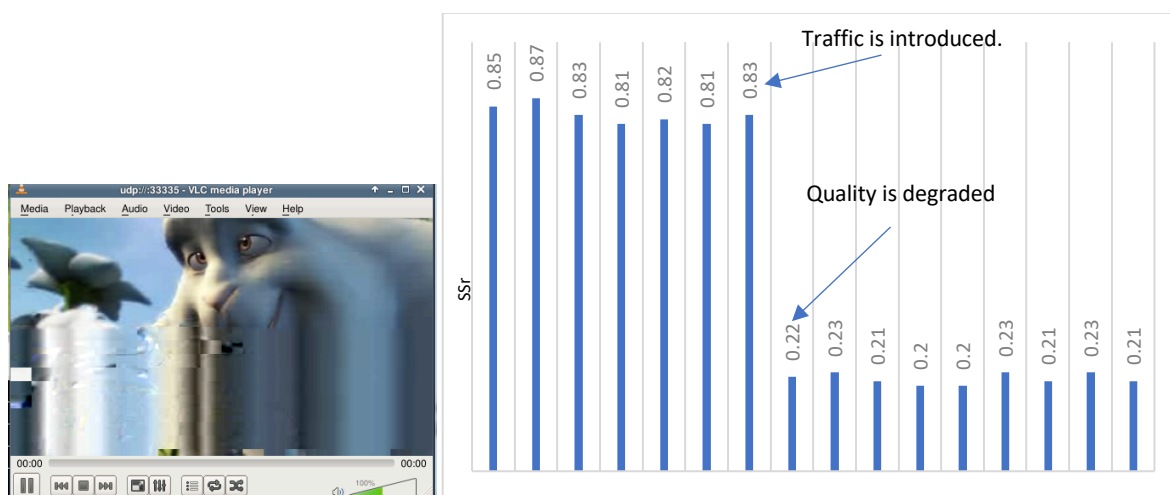 udp://:33335 - VLC media player
Media Playback Audio Video Tools View Help
00:00 00:00
100%
Traffic is introduced.
0.85 0.87 0.83 0.81 0.82 0.81 0.83
Quality is degraded
SSr
0.22 0.23 0.21 0.2 0.2 0.23 0.21 0.23 0.21